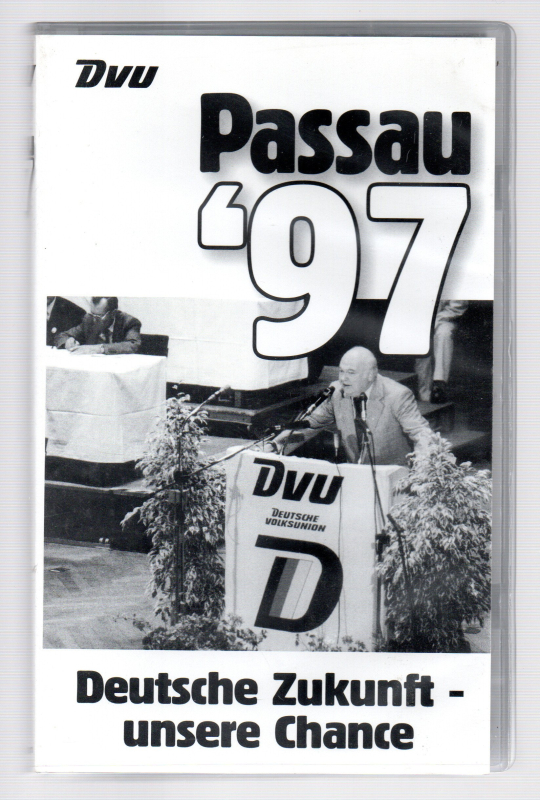 DVU
Passau
'97
DVU
DEUTSCHE
VOLKSUNION
D
Deutsche Zukunft -
unsere Chance